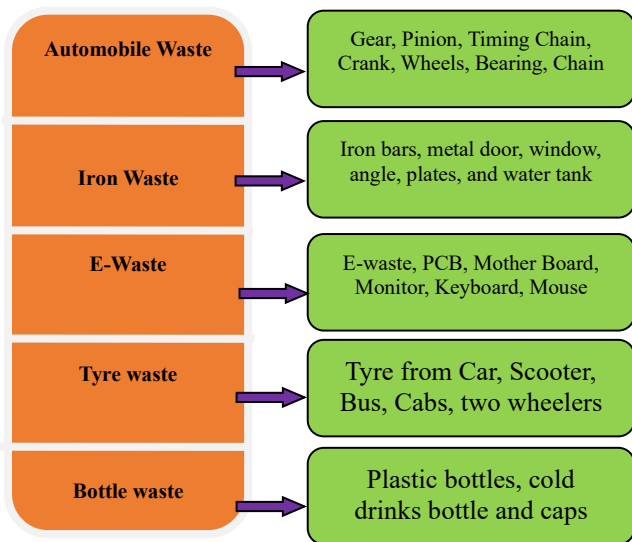 Automobile Waste
Gear, Pinion, Timing Chain,
Crank, Wheels, Bearing, Chain
Iron Waste
Iron bars, metal door, window,
angle, plates, and water tank
E-Waste
E-waste, PCB, Mother Board,
Monitor, Keyboard, Mouse
Tyre waste
Tyre from Car, Scooter,
Bus, Cabs, two wheelers
Bottle waste
Plastic bottles, cold
drinks bottle and caps